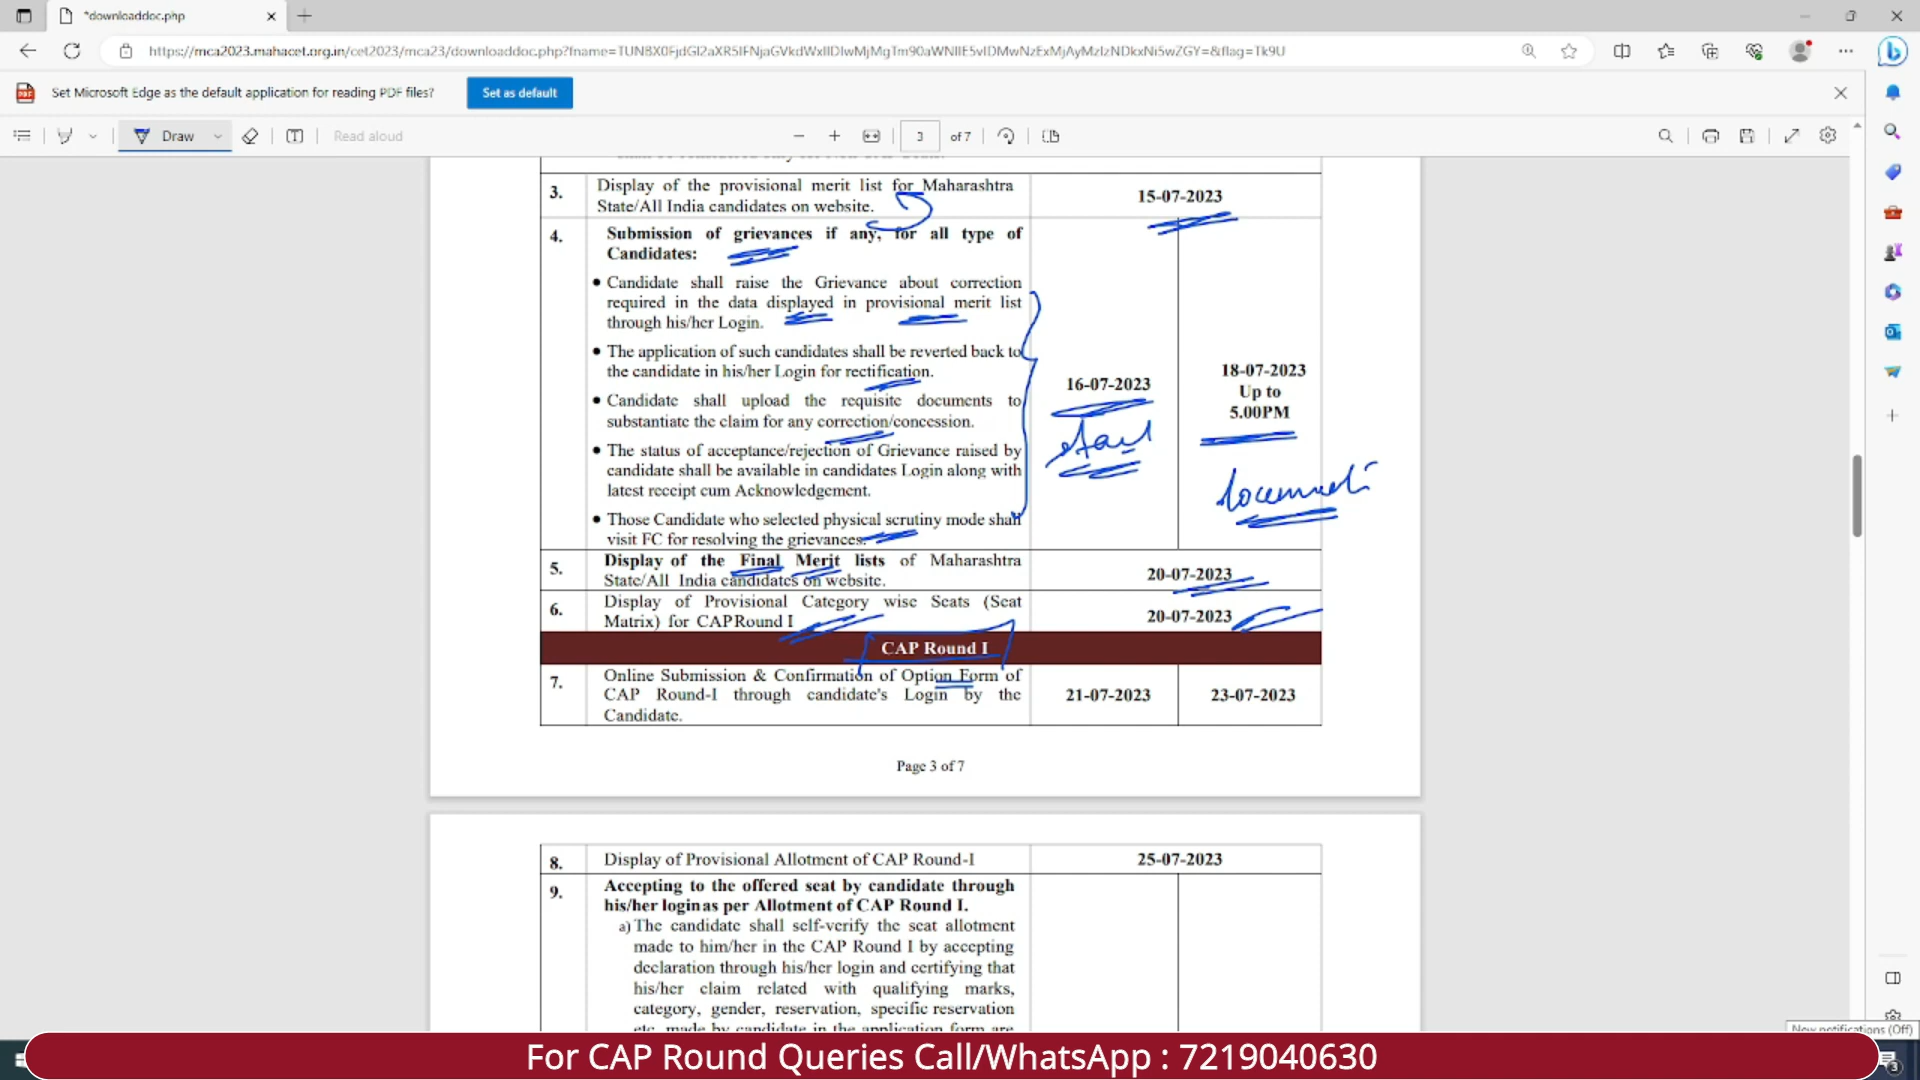 *downloaddoc.php
https://mca2023.mahacet.org.in/cet2023/mca23/downloaddoc.php?fname=TUNBX0FjdGl2aXR5IFNjaGVkdWxlIDIwMjMgTm90aWNlIE5vIDMwNzExMjAyMzIzNDkxNi5wZGY=&flag=Tk9U
Set Microsoft Edge as the default application for reading PDF files?
Set as default
Draw
Read aloud
3
of 7
3. Display of the provisional merit list for Maharashtra
State/All India candidates on website.
15-07-2023
4. Submission of grievances if any, for all type of
Candidates:
• Candidate shall raise the Grievance about correction
required in the data displayed in provisional merit list
through his/her Login.
• The application of such candidates shall be reverted back to
the candidate in his/her Login for rectification.
• Candidate shall upload the requisite documents to
substantiate the claim for any correction/concession.
• The status of acceptance/rejection of Grievance raised by
candidate shall be available in candidates Login along with
latest receipt cum Acknowledgement.
• Those Candidate who selected physical scrutiny mode shall
visit FC for resolving the grievances.
16-07-2023
start
18-07-2023
Up to
5.00PM
5. Display of the Final Merit lists of Maharashtra
State/All India candidates on website.
20-07-2023
6. Display of Provisional Category wise Seats (Seat
Matrix) for CAP Round I
20-07-2023
CAP Round I
7. Online Submission & Confirmation of Option Form of
CAP Round-I through candidate's Login by the
Candidate.
21-07-2023
23-07-2023
Page 3 of 7
8. Display of Provisional Allotment of CAP Round-I
25-07-2023
9. Accepting to the offered seat by candidate through
his/her login as per Allotment of CAP Round I.
a) The candidate shall self-verify the seat allotment
made to him/her in the CAP Round I by accepting
declaration through his/her login and certifying that
his/her claim related with qualifying marks,
category, gender, reservation, specific reservation
etc. made by candidate in the application form are
New notifications (Off)
For CAP Round Queries Call/WhatsApp : 7219040630
3